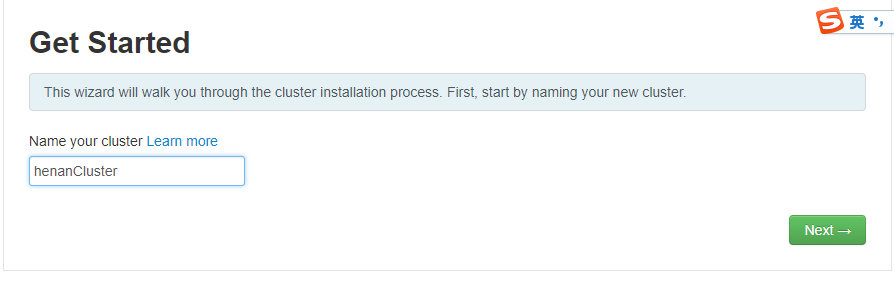 Get Started
英
This wizard will walk you through the cluster installation process. First, start by naming your new cluster.
Name your cluster Learn more
henanCluster
Next →